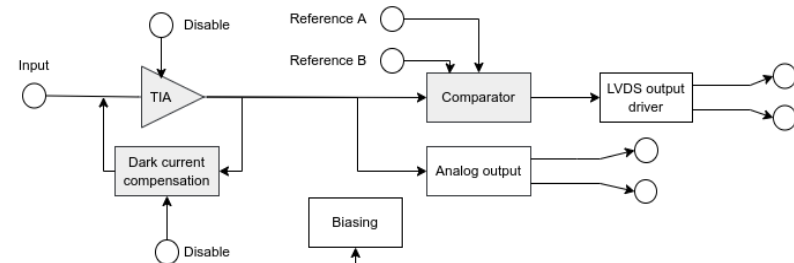 Disable
Reference A
Reference B
Input
TIA
Comparator
LVDS output
driver
Dark current
compensation
Analog output
Biasing
Disable